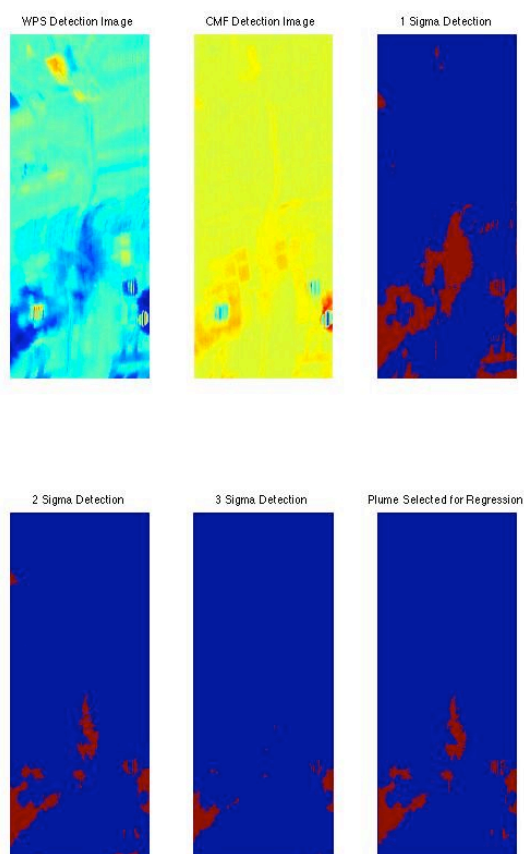 WPS Detection Image
CMF Detection Image
1 Sigma Detection
2 Sigma Detection
3 Sigma Detection
Plume Selected for Regression